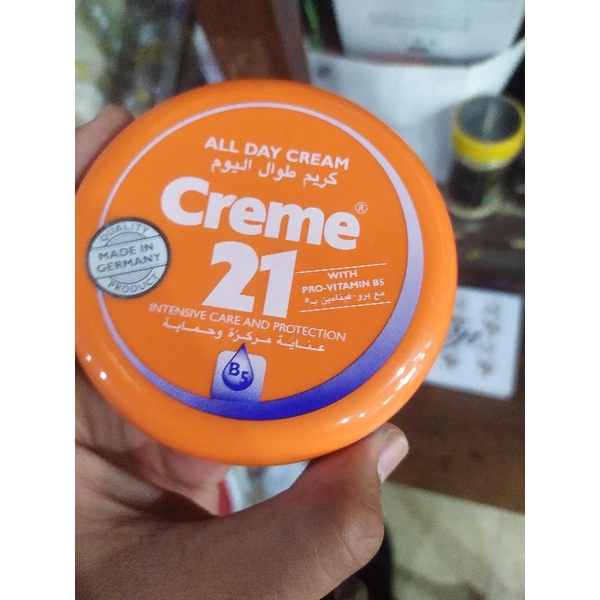 ALL DAY CREAM
كريم طوال اليوم
Creme®
21
WITH
PRO-VITAMIN B5
مع برو-فيتامين ب٥
QUALITY
MADE IN
GERMANY
PRODUCT
INTENSIVE CARE AND PROTECTION
عناية مركزة وحماية
B5